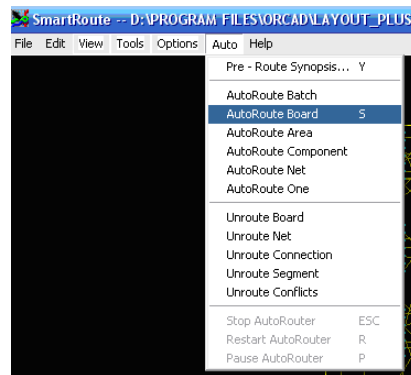 SmartRoute -- D:\PROGRAM FILES\ORCAD\LAYOUT_PLUS
File Edit View Tools Options Auto Help
Pre - Route Synopsis... Y
AutoRoute Batch
AutoRoute Board S
AutoRoute Area
AutoRoute Component
AutoRoute Net
AutoRoute One
Unroute Board
Unroute Net
Unroute Connection
Unroute Segment
Unroute Conflicts
Stop AutoRouter ESC
Restart AutoRouter R
Pause AutoRouter P